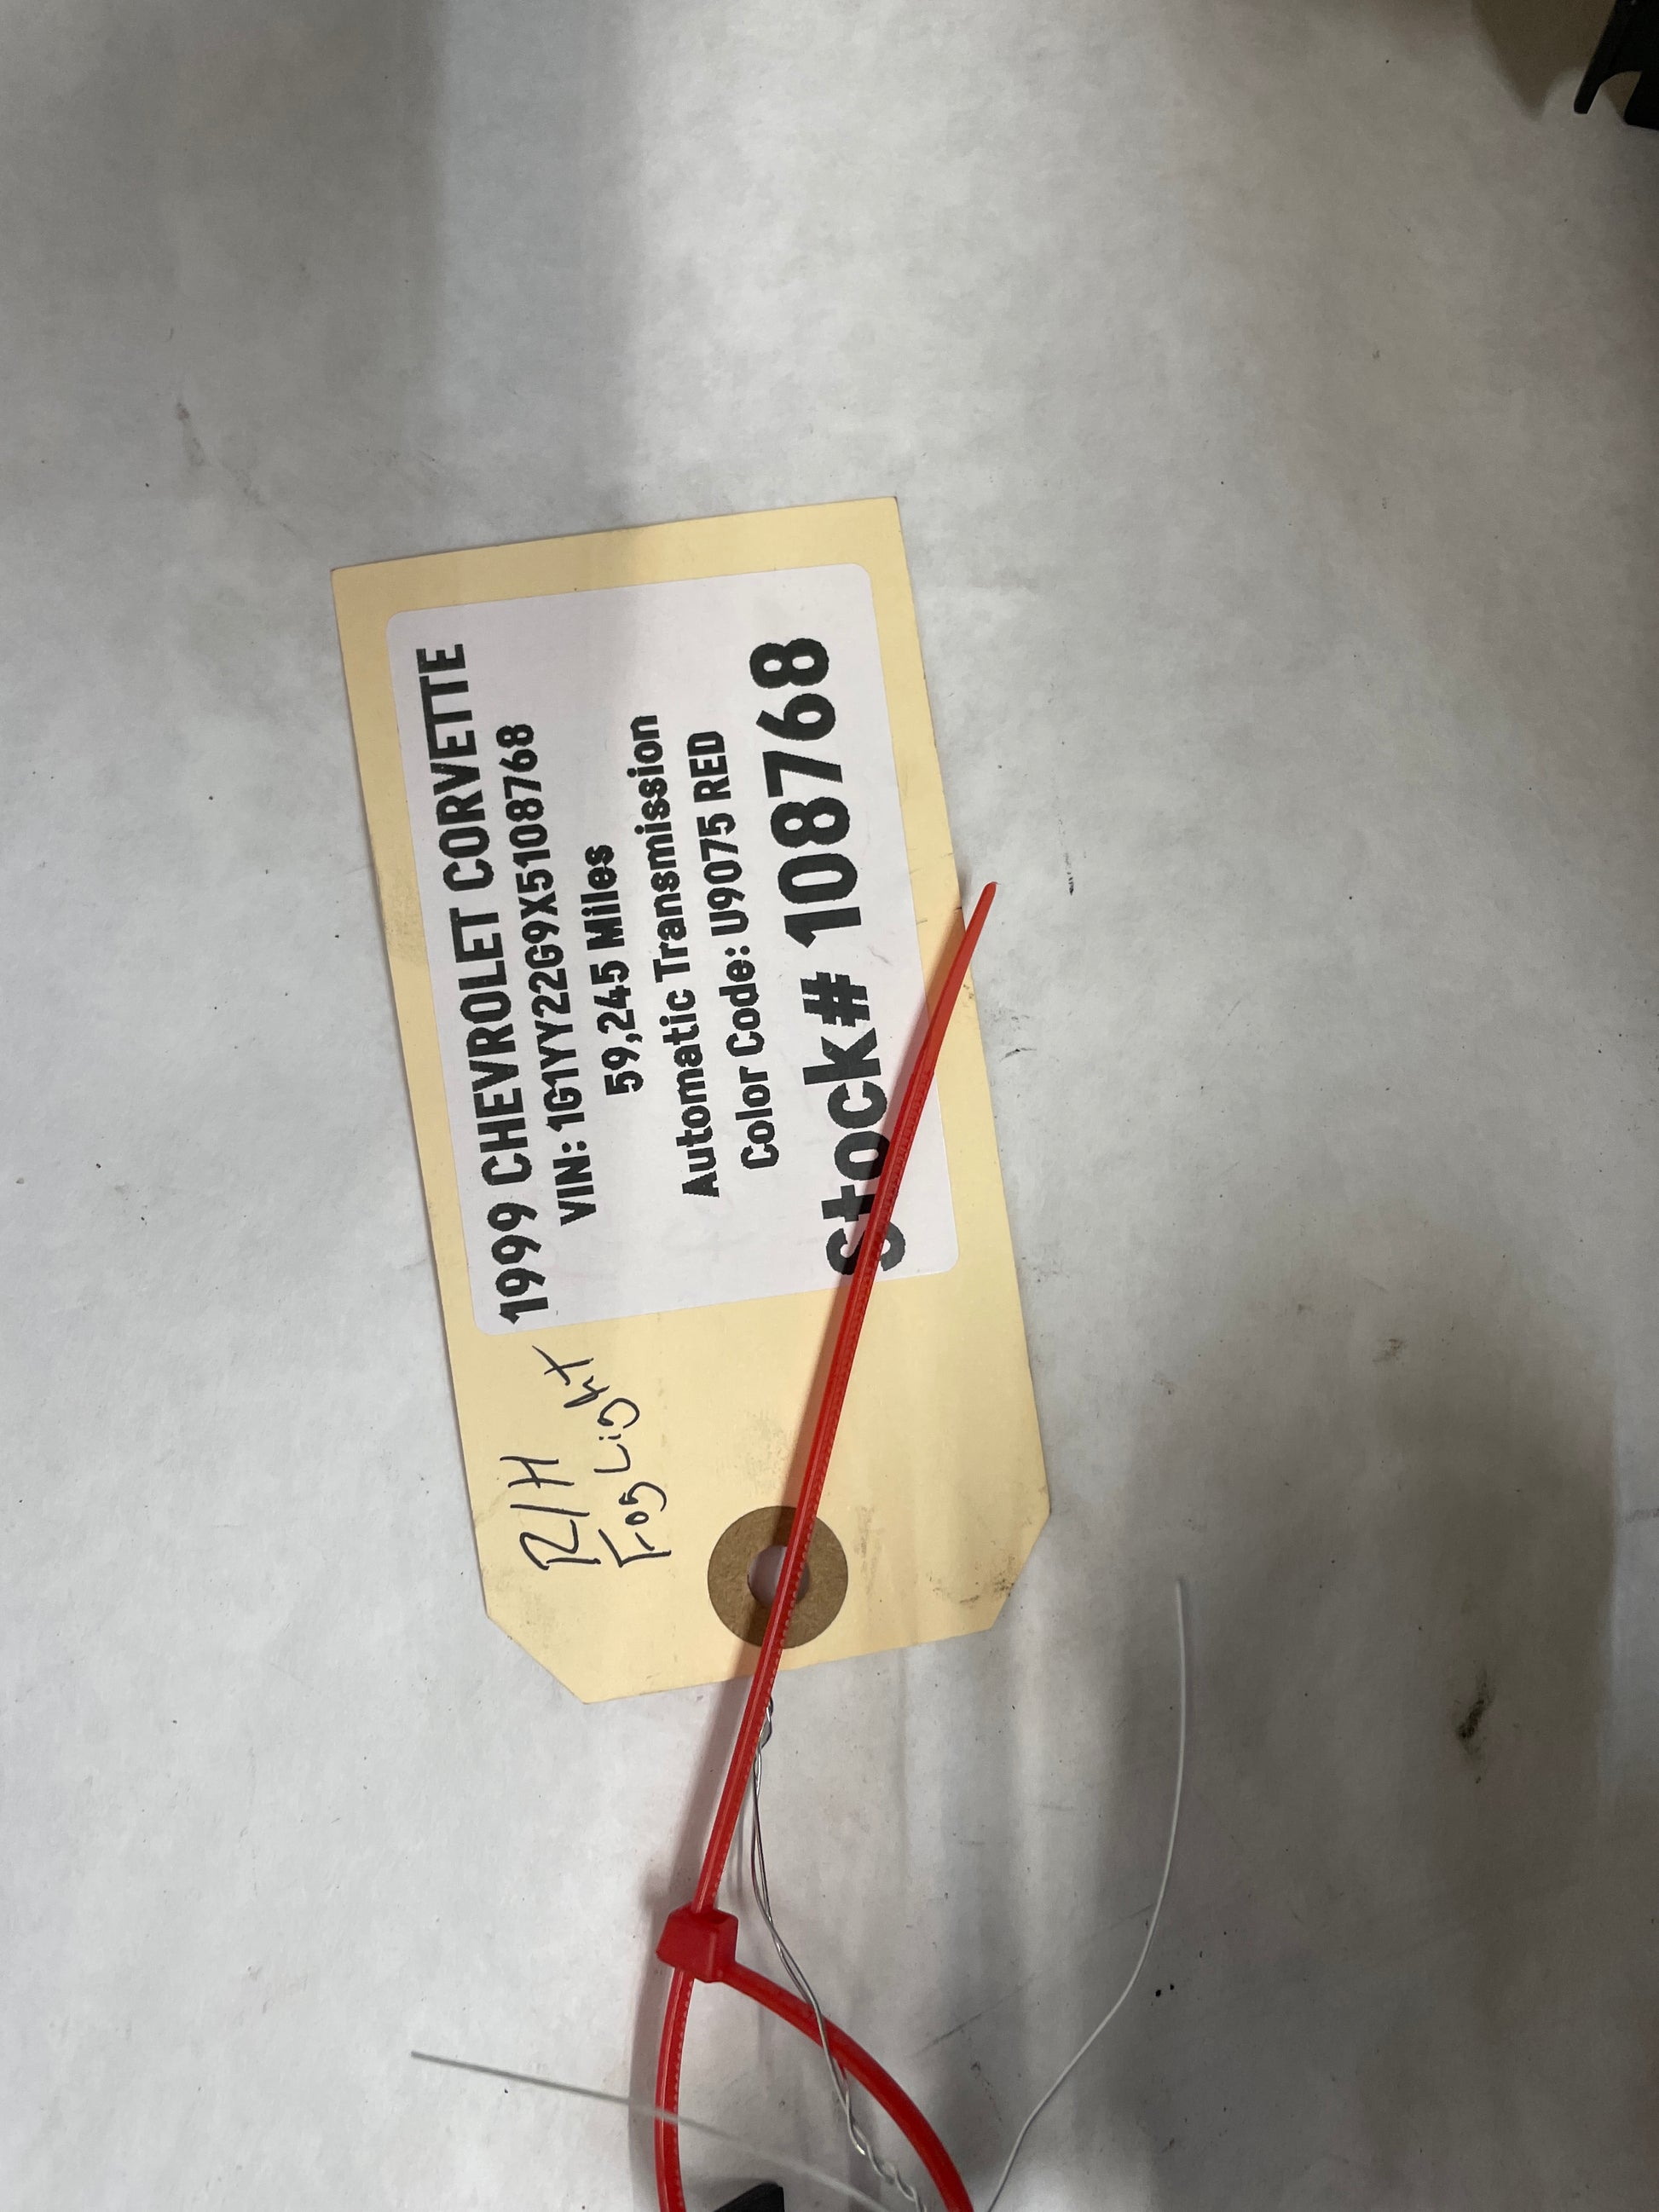 R/H
Fog Light
1999 CHEVROLET CORVETTE
VIN: 1G1YY22G9X5108768
59,245 Miles
Automatic Transmission
Color Code: U9075 RED
Stock# 108768